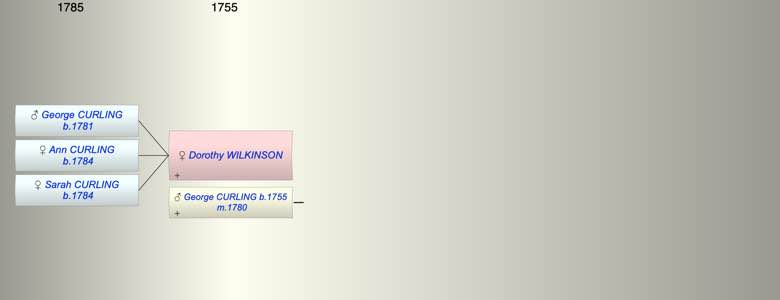 1785 1755
♂ George CURLING
b.1781
♀ Ann CURLING
b.1784
♀ Sarah CURLING
b.1784
♀ Dorothy WILKINSON
+
♂ George CURLING b.1755
m.1780
+